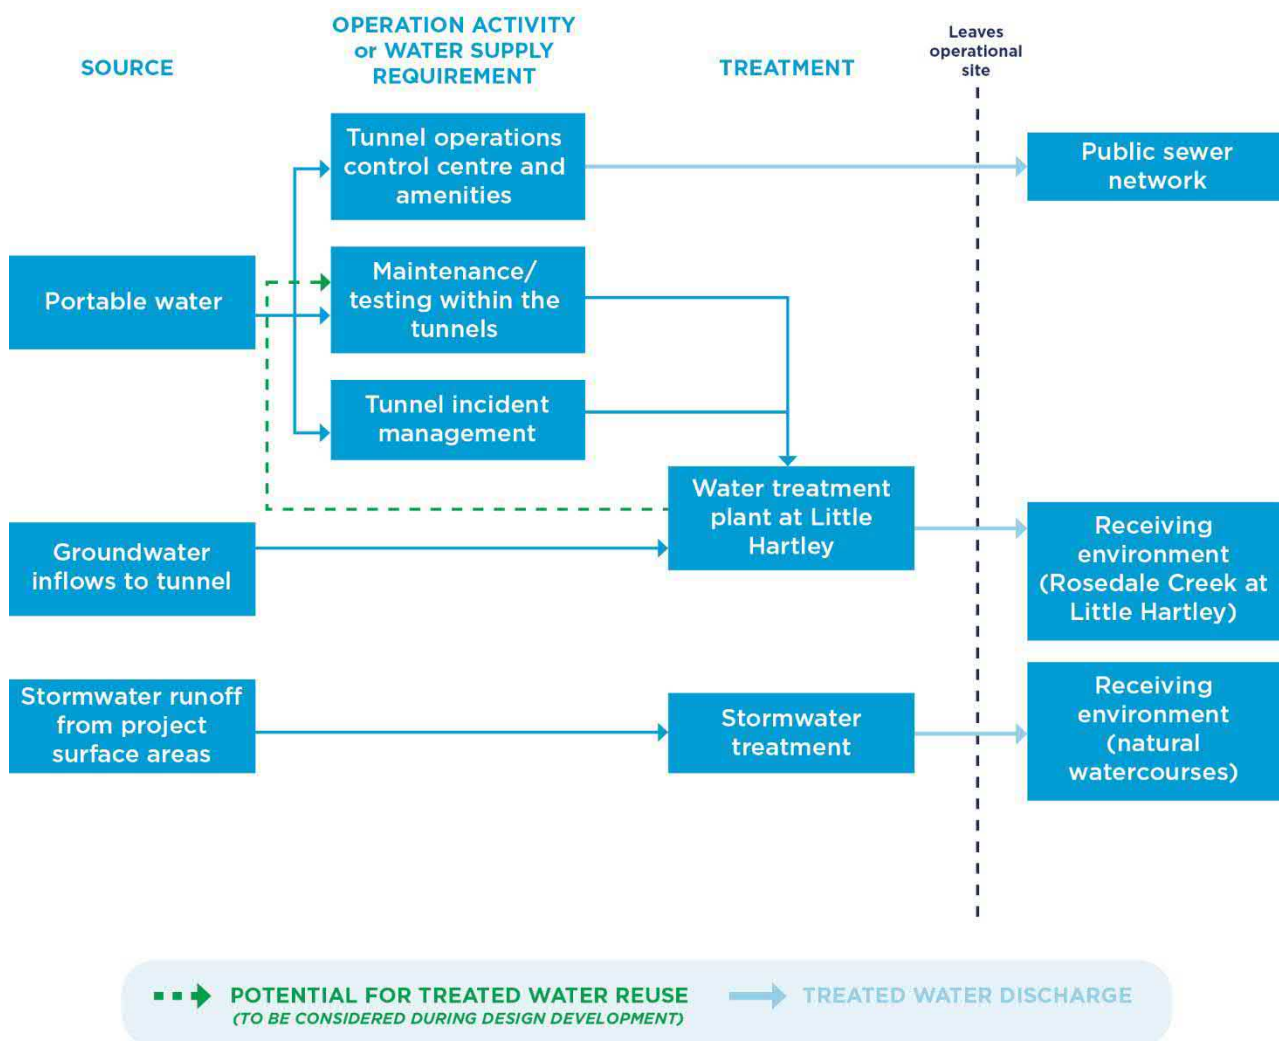 SOURCE
OPERATION ACTIVITY
or WATER SUPPLY
REQUIREMENT
TREATMENT
Leaves
operational
site
Tunnel operations
control centre and
amenities
Public sewer
network
Portable water
Maintenance/
testing within the
tunnels
Tunnel incident
management
Groundwater
inflows to tunnel
Water treatment
plant at Little
Hartley
Receiving
environment
(Rosedale Creek at
Little Hartley)
Stormwater runoff
from project
surface areas
Stormwater
treatment
Receiving
environment
(natural
watercourses)
POTENTIAL FOR TREATED WATER REUSE
(TO BE CONSIDERED DURING DESIGN DEVELOPMENT)
TREATED WATER DISCHARGE